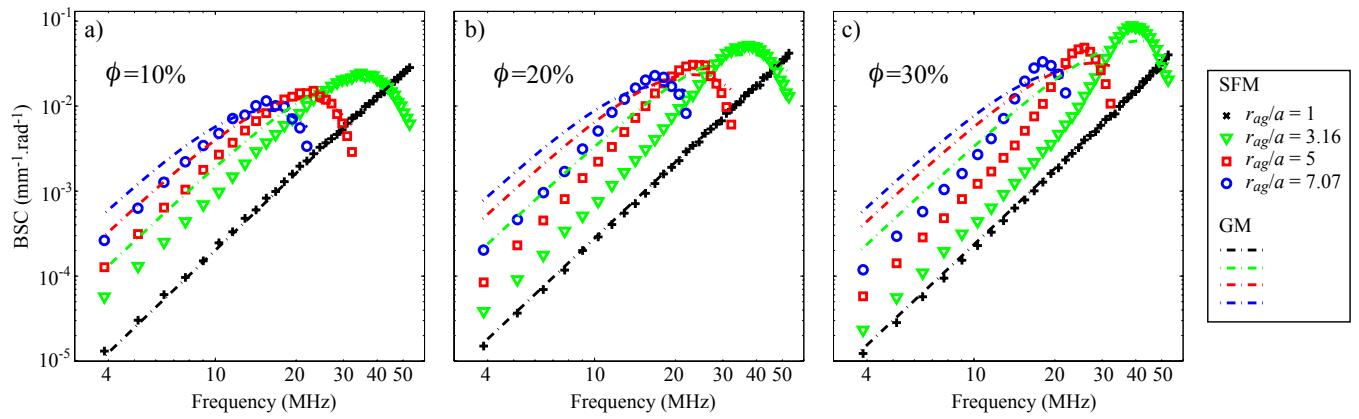 a)
ϕ=10%
b)
ϕ=20%
c)
ϕ=30%
BSC (mm⁻¹.rad⁻¹)
10⁻¹
10⁻²
10⁻³
10⁻⁴
10⁻⁵
4 10 20 30 40 50
4 10 20 30 40 50
4 10 20 30 40 50
Frequency (MHz)
Frequency (MHz)
Frequency (MHz)
SFM
r_ag/a = 1
r_ag/a = 3.16
r_ag/a = 5
r_ag/a = 7.07
GM